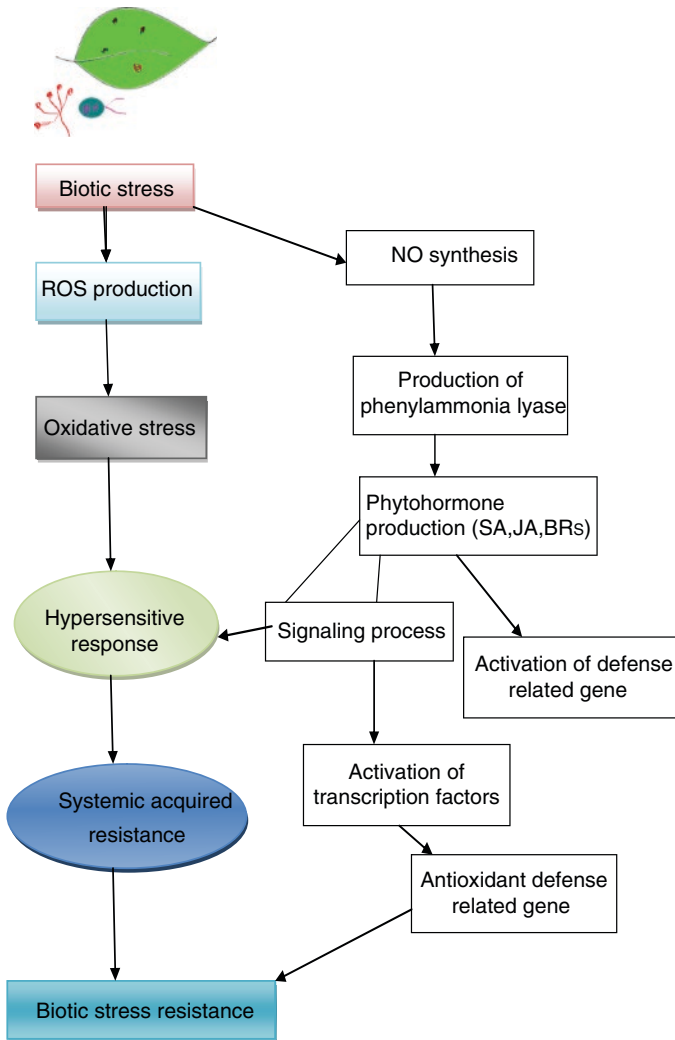 Biotic stress
NO synthesis
ROS production
Production of
phenylammonia lyase
Oxidative stress
Phytohormone
production (SA,JA,BRs)
Hypersensitive
response
Signaling process
Activation of defense
related gene
Activation of
transcription factors
Systemic acquired
resistance
Antioxidant defense
related gene
Biotic stress resistance